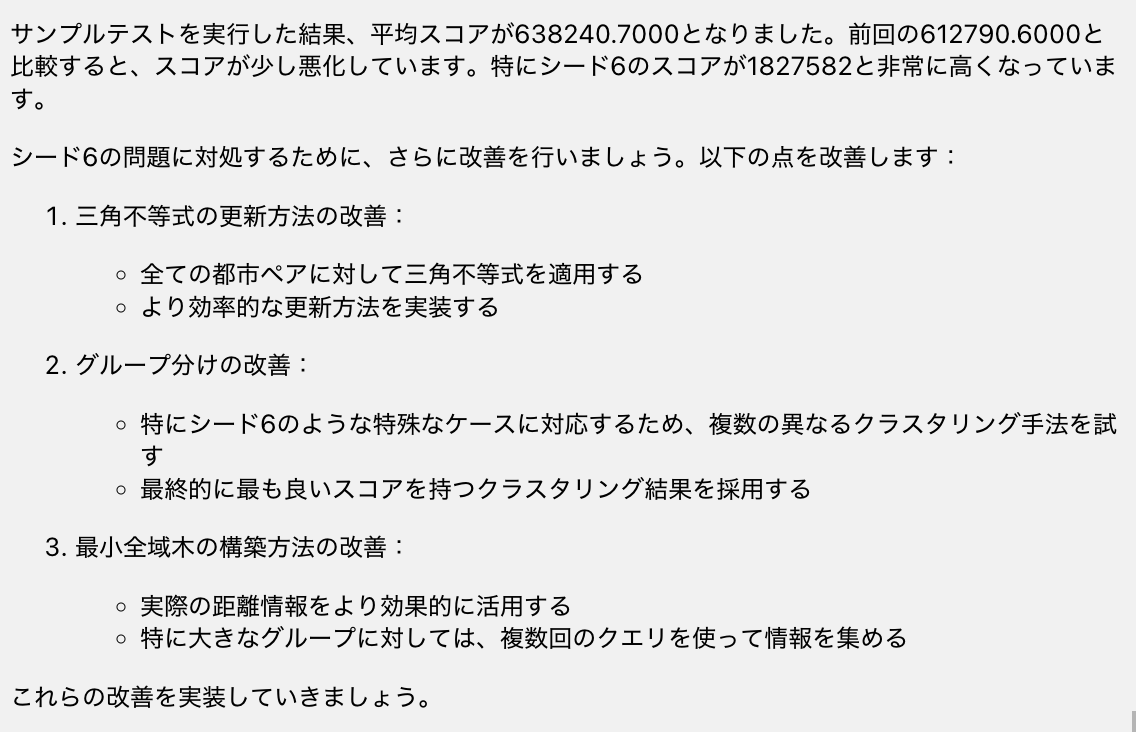 サンプルテストを実行した結果、平均スコアが638240.7000となりました。前回の612790.6000と
比較すると、スコアが少し悪化しています。特にシード6のスコアが1827582と非常に高くなっていま
す。
シード6の問題に対処するために、さらに改善を行いましょう。以下の点を改善します：
1. 三角不等式の更新方法の改善：
○ 全ての都市ペアに対して三角不等式を適用する
○ より効率的な更新方法を実装する
2. グループ分けの改善：
○ 特にシード6のような特殊なケースに対応するため、複数の異なるクラスタリング手法を試
す
○ 最終的に最も良いスコアを持つクラスタリング結果を採用する
3. 最小全域木の構築方法の改善：
○ 実際の距離情報をより効果的に活用する
○ 特に大きなグループに対しては、複数回のクエリを使って情報を集める
これらの改善を実装していきましょう。